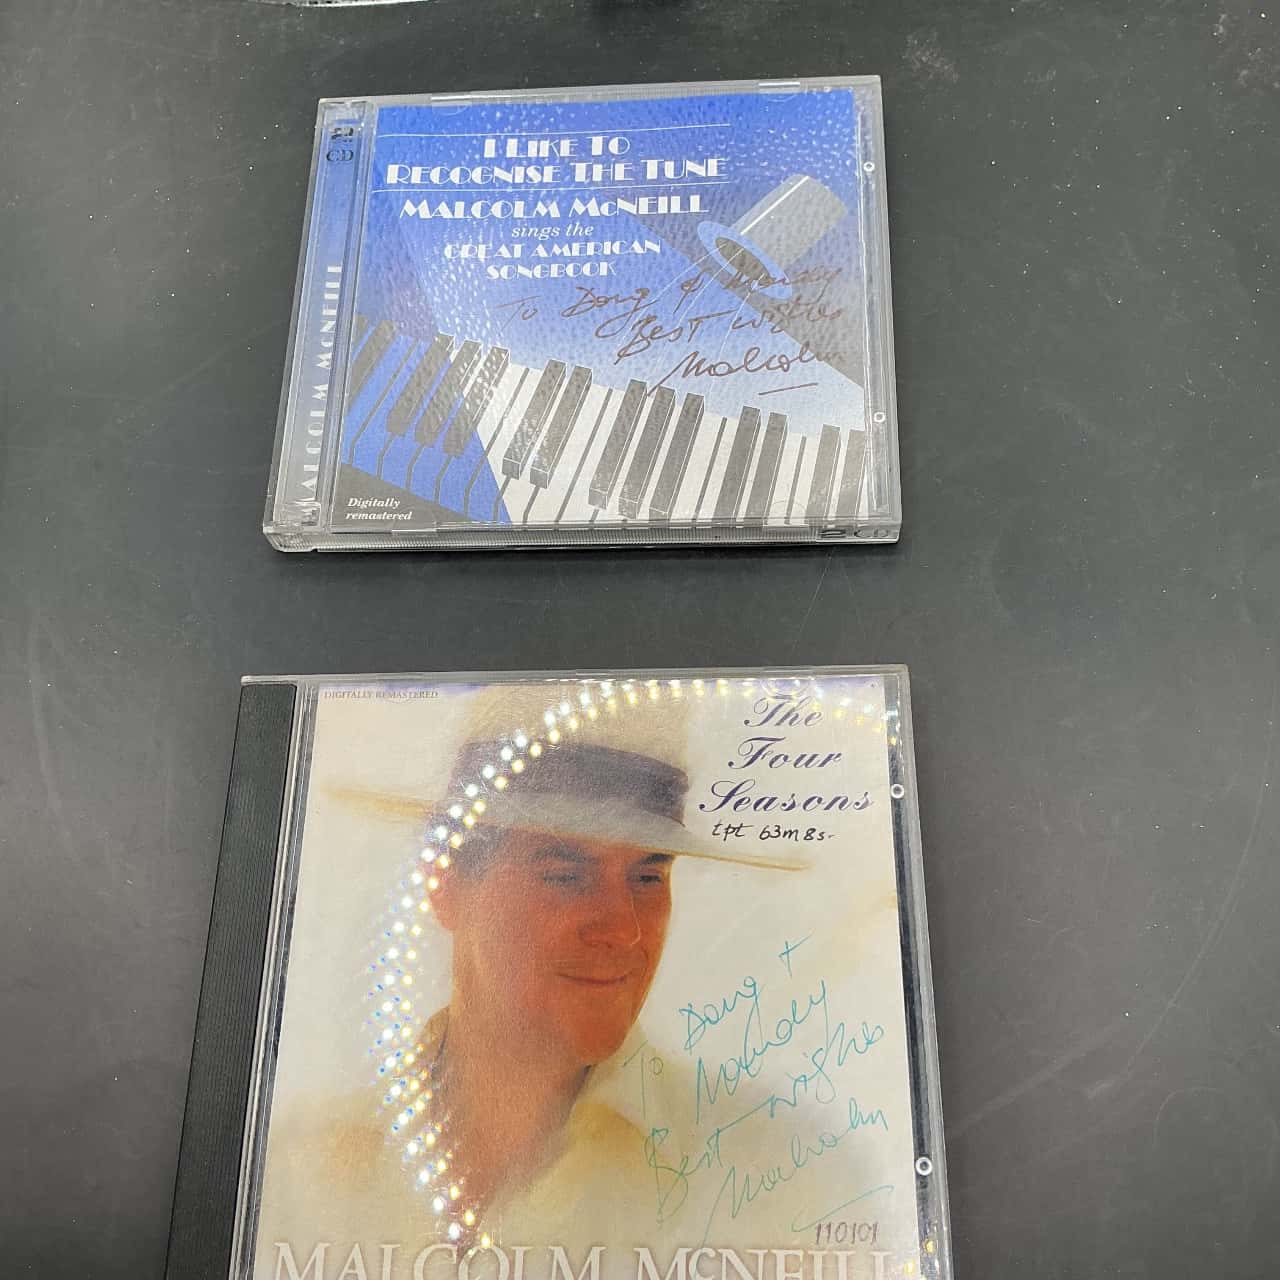 2
CD
MALCOLM MCNEILL
I LIKE TO
RECOGNISE THE TUNE
MALCOLM McNEILL
sings the
GREAT AMERICAN
SONGBOOK
To Doug & Mandy
Best wishes
Malcolm
Digitally
remastered
2 CD
DIGITALLY REMASTERED
The
Four
Seasons
tpt 63m 8s-
To Doug +
Mandy
Best wishes
Malcolm
110101
MALCOLM McNEILL